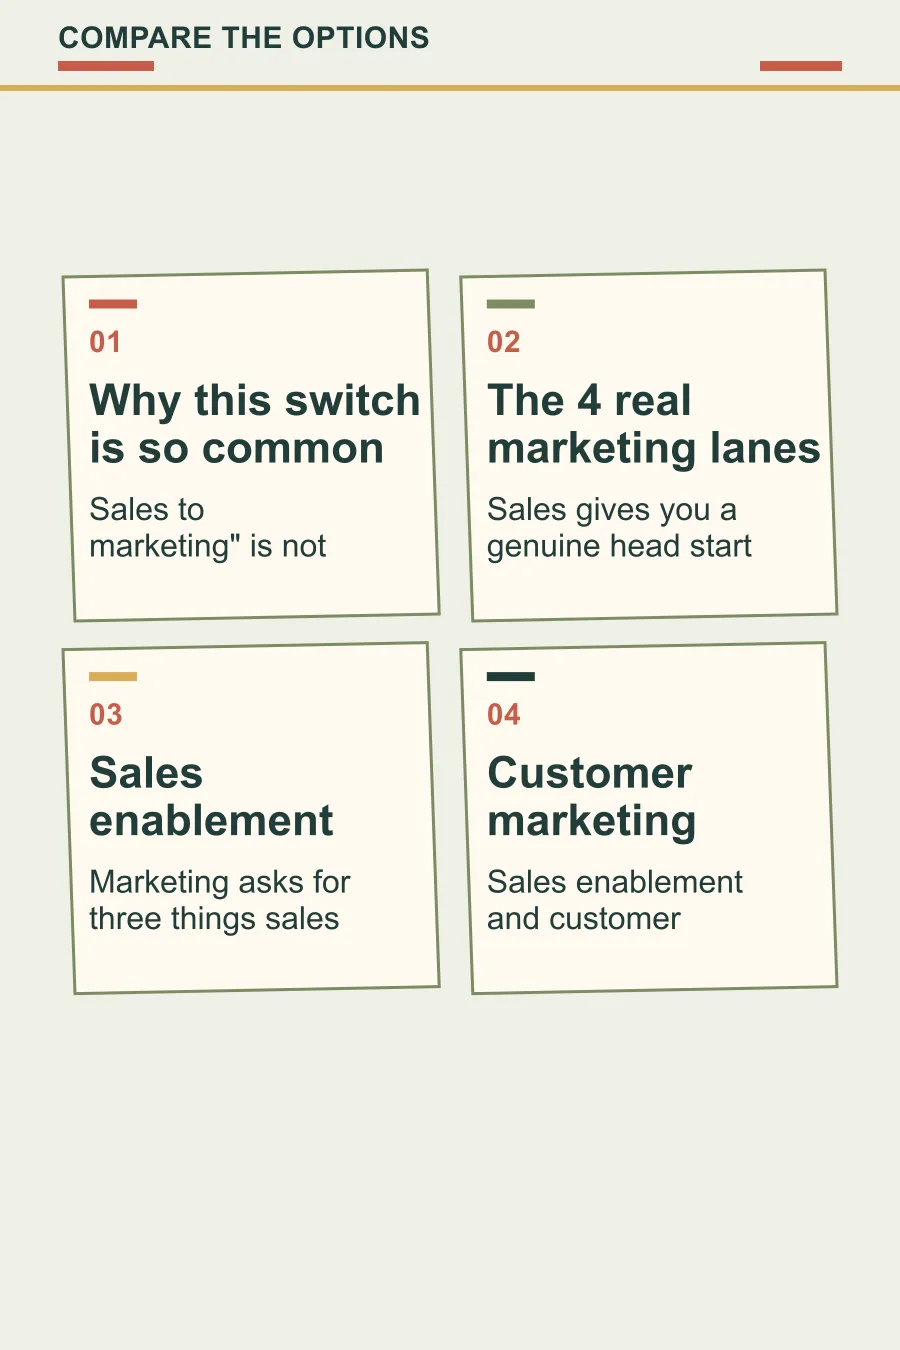 COMPARE THE OPTIONS
01
Why this switch
is so common
Sales to
marketing" is not
02
The 4 real
marketing lanes
Sales gives you a
genuine head start
03
Sales
enablement
Marketing asks for
three things sales
04
Customer
marketing
Sales enablement
and customer